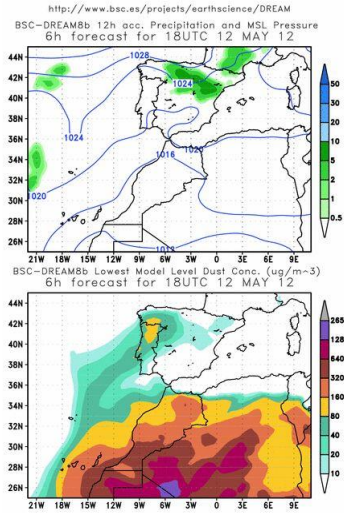 http://www.bsc.es/projects/earthscience/DREAM
BSC-DREAM8b 12h acc. Precipitation and MSL Pressure
6h forecast for 18UTC 12 MAY 12
44N
42N
40N
38N
36N
34N
32N
30N
28N
26N
1028
1024
1024
1020
1016
1020
1012
50
30
20
10
5
2
1
0.5
21W 18W 15W 12W 9W 6W 3W 0 3E 6E 9E
BSC-DREAM8b Lowest Model Level Dust Conc. (ug/m^3)
6h forecast for 18UTC 12 MAY 12
44N
42N
40N
38N
36N
34N
32N
30N
28N
26N
265
128
640
320
160
80
40
20
10
21W 18W 15W 12W 9W 6W 3W 0 3E 6E 9E